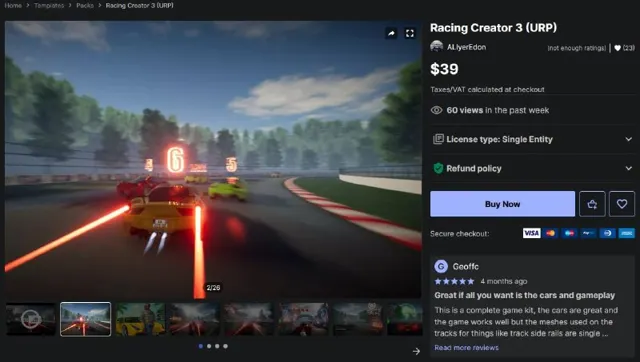 Home > Templates > Packs > Racing Creator 3 (URP)
Racing Creator 3 (URP)
ALIyerEdon
(not enough ratings) | (23)
$39
Taxes/VAT calculated at checkout
60 views in the past week
License type: Single Entity
Refund policy
Buy Now
Secure checkout:
VISA
6
5
2/26
G Geoffc
4 months ago
Great if all you want is the cars and gameplay
This is a complete game kit, the cars are great and
the game works well but the meshes used on the
tracks for things like track side rails are single ...
Read more reviews